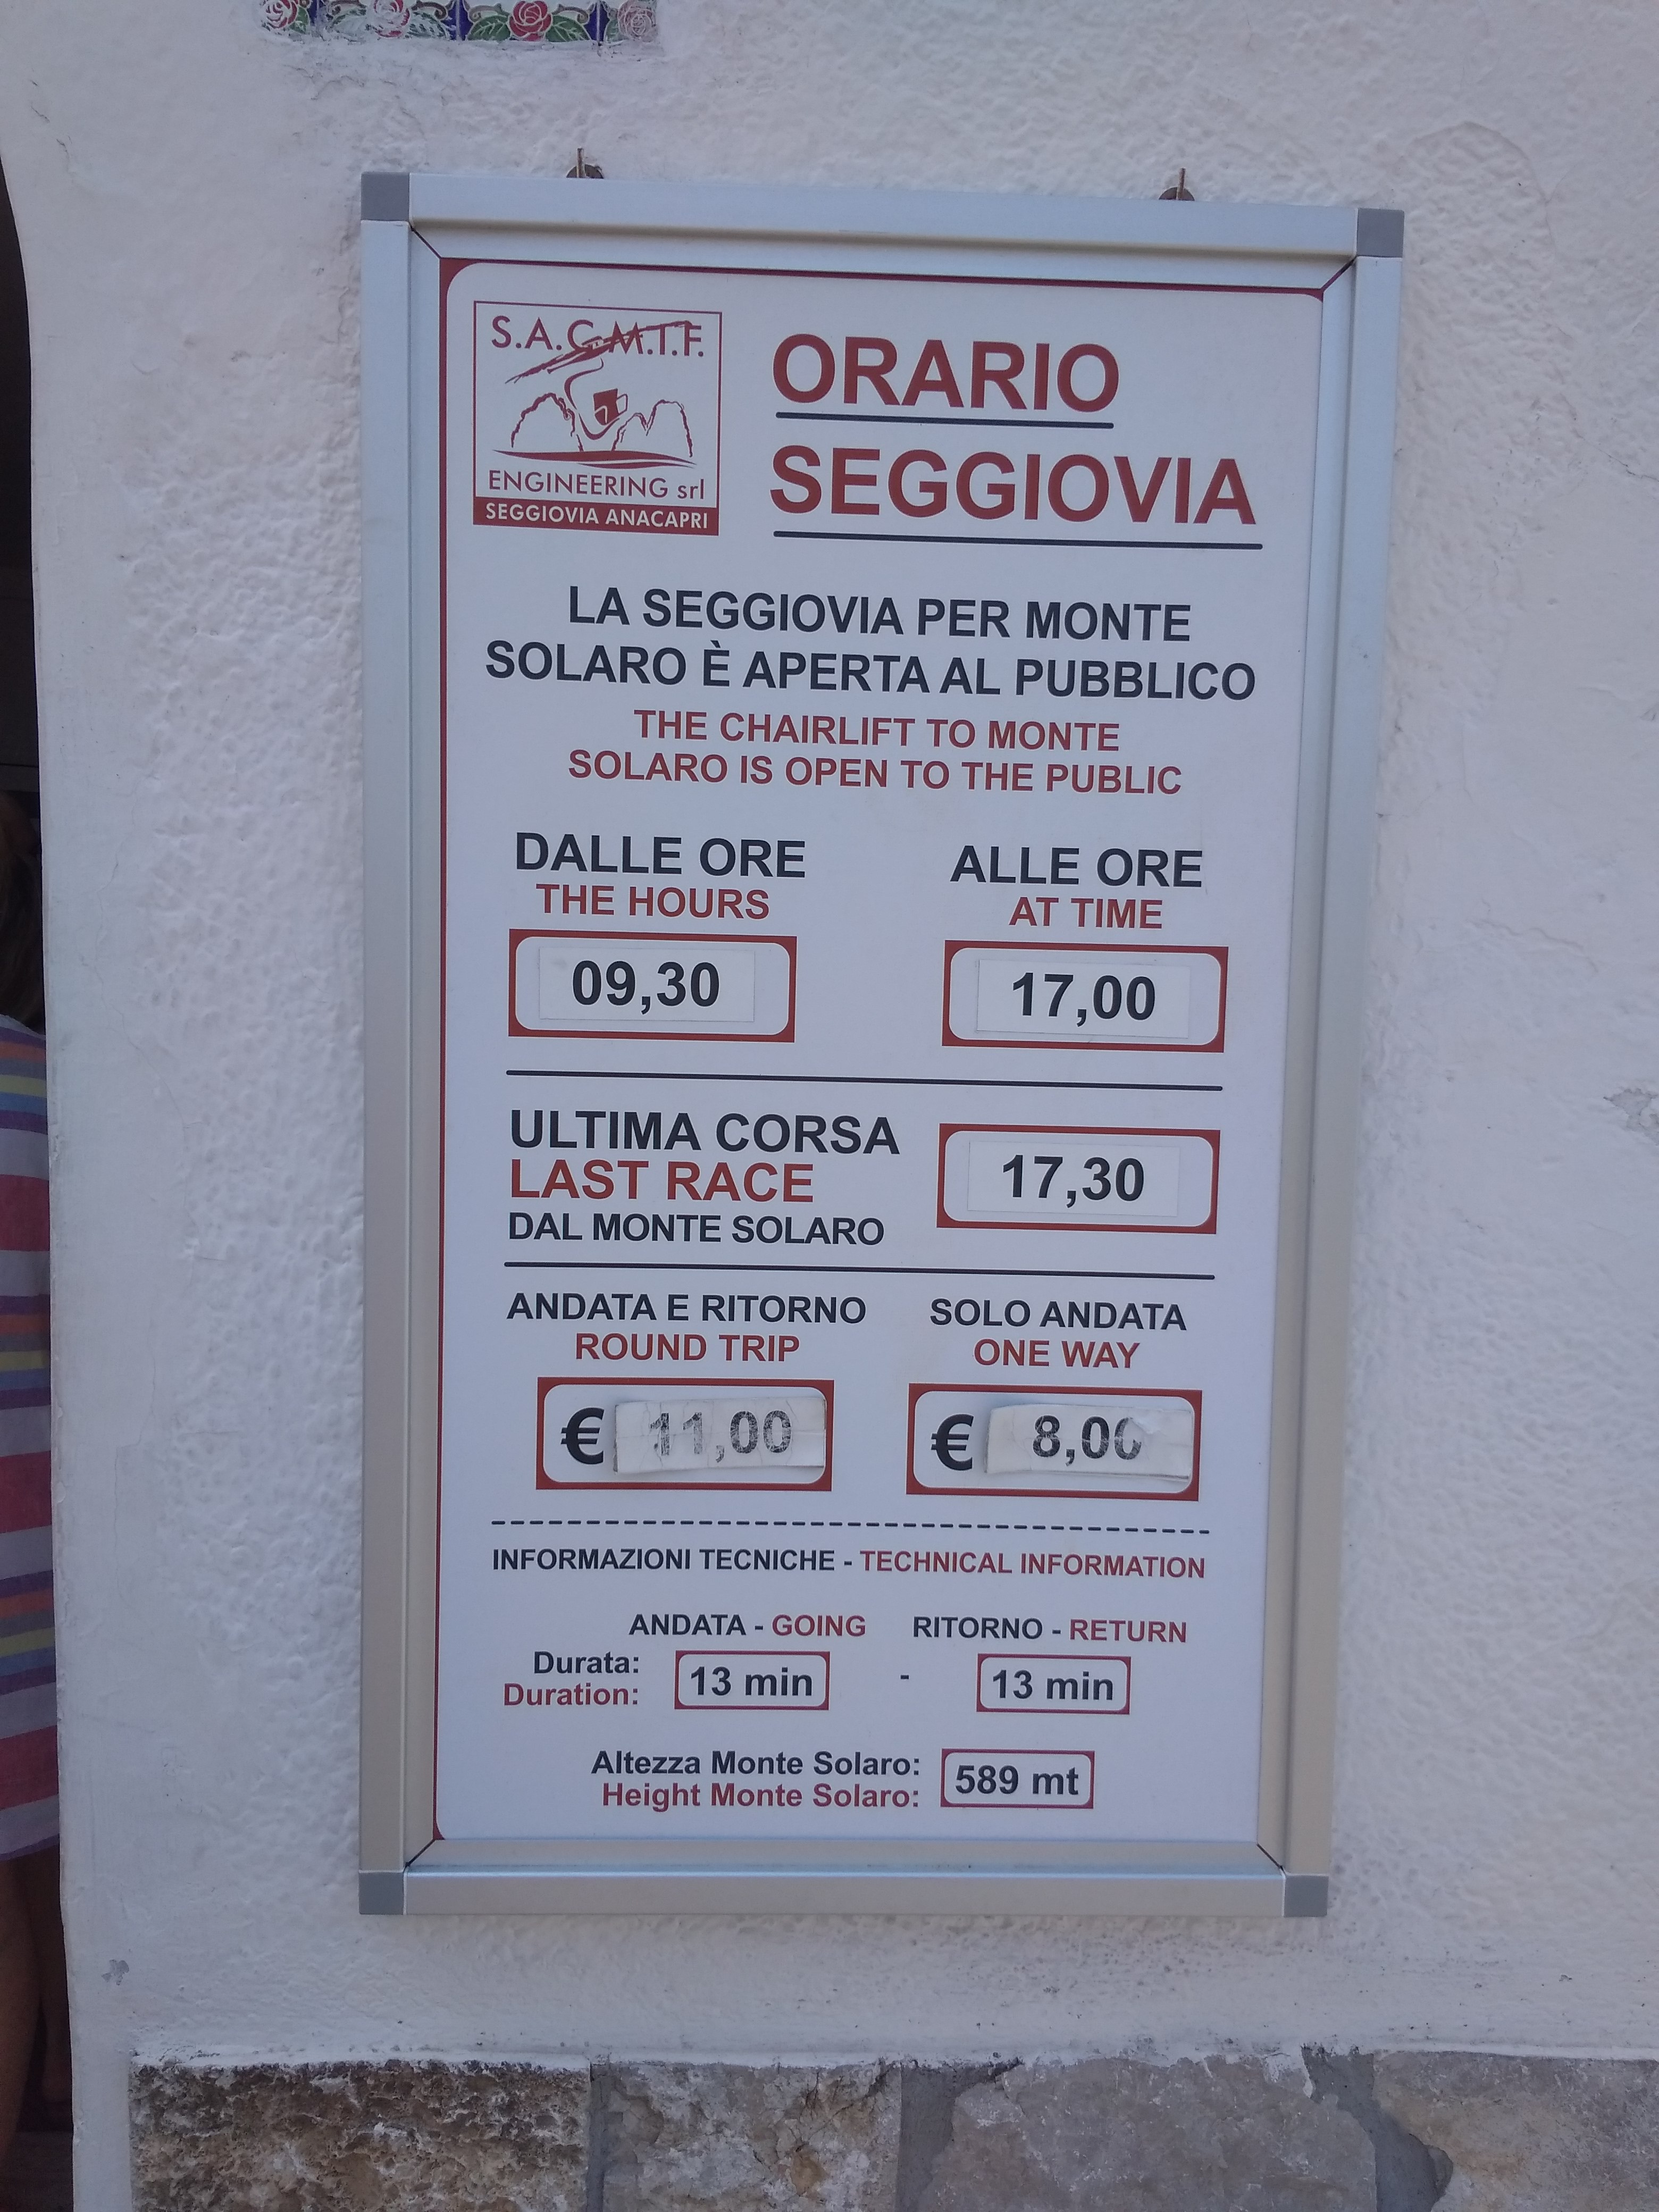 S.A.G.M.I.F.
ENGINEERING srl
SEGGIOVIA ANACAPRI
ORARIO
SEGGIOVIA
LA SEGGIOVIA PER MONTE
SOLARO È APERTA AL PUBBLICO
THE CHAIRLIFT TO MONTE
SOLARO IS OPEN TO THE PUBLIC
DALLE ORE
THE HOURS
09,30
ALLE ORE
AT TIME
17,00
ULTIMA CORSA
LAST RACE
DAL MONTE SOLARO
17,30
ANDATA E RITORNO
ROUND TRIP
€ 11,00
SOLO ANDATA
ONE WAY
€ 8,00
INFORMAZIONI TECNICHE - TECHNICAL INFORMATION
ANDATA - GOING
RITORNO - RETURN
Durata:
Duration:
13 min - 13 min
Altezza Monte Solaro:
Height Monte Solaro:
589 mt